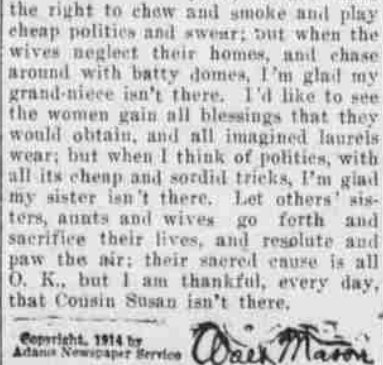 the right to chew and smoke and play
cheap politics and swear; but when the
wives neglect their homes, and chase
around with batty domes, I'm glad my
grand-niece isn't there. I'd like to see
the women gain all blessings that they
would obtain, and all imagined laurels
wear; but when I think of politics, with
all its cheap and sordid tricks, I'm glad
my sister isn't there. Let others' sis-
ters, aunts and wives go forth and
sacrifice their lives, and resolute and
paw the air; their sacred cause is all
O. K., but I am thankful, every day,
that Cousin Susan isn't there.
Copyright, 1914 by
Adams Newspaper Service
Walt Mason